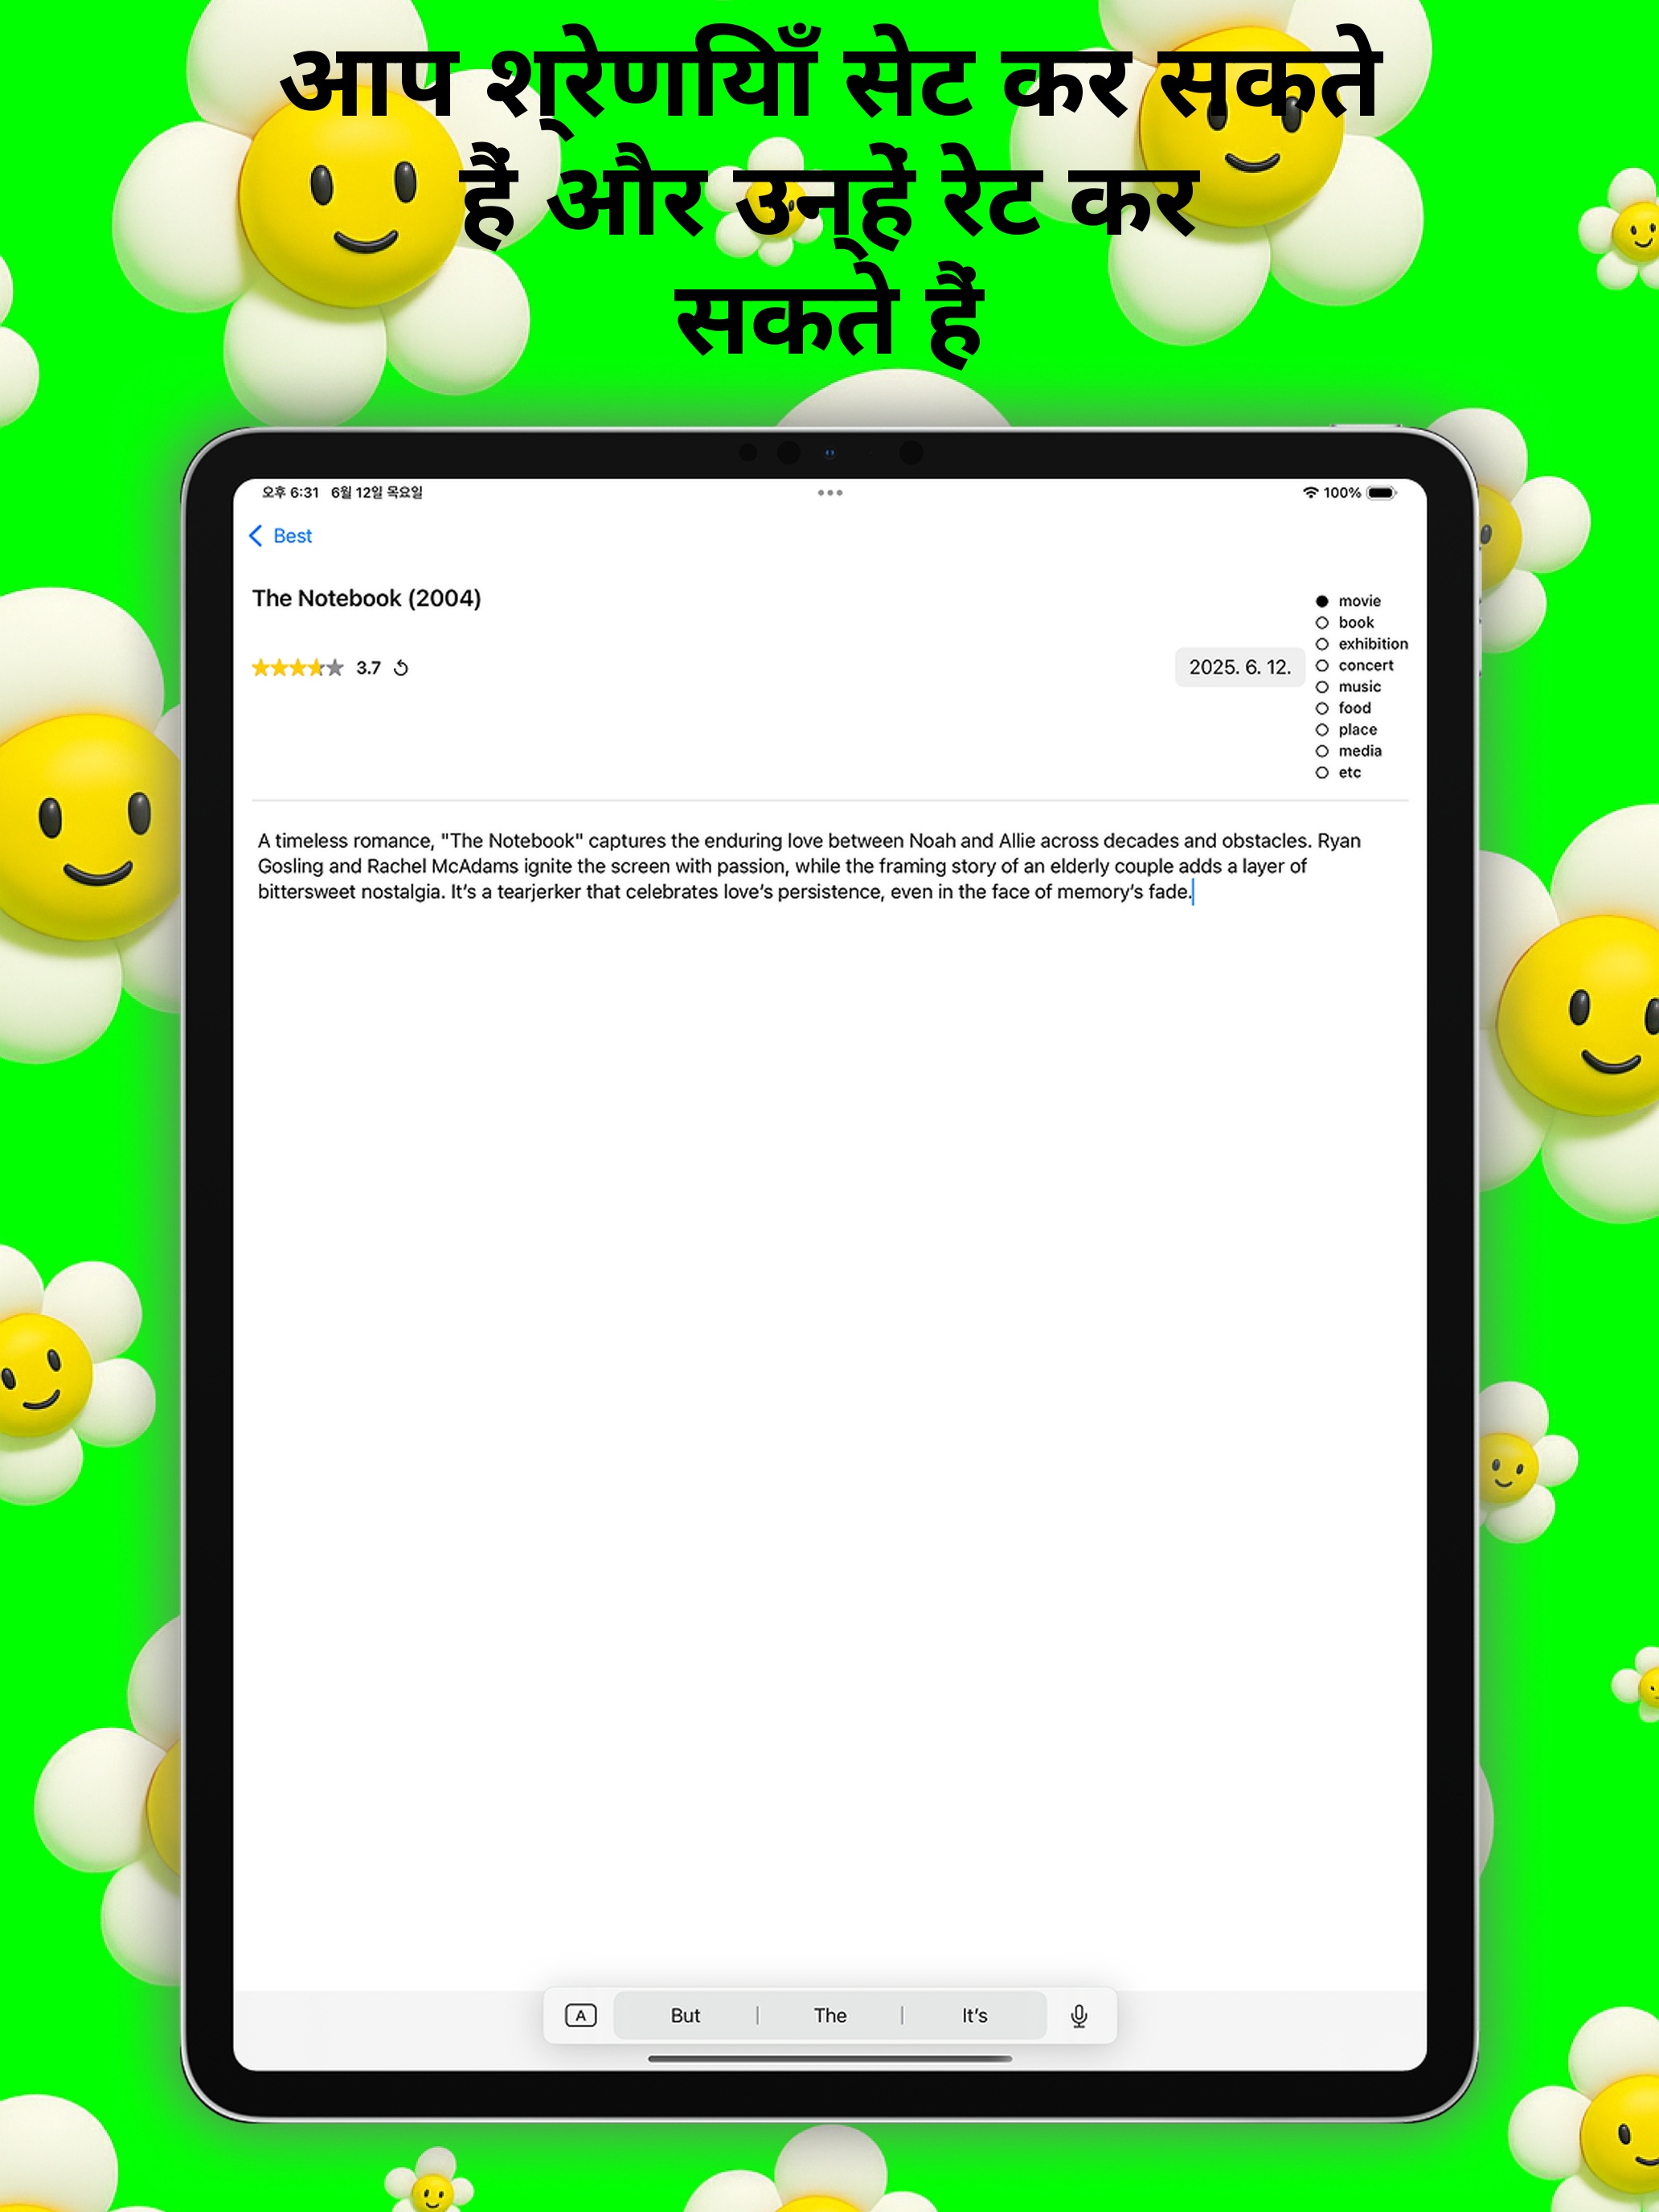 आप श्रेणियाँ सेट कर सकते
हैं और उन्हें रेट कर
सकते हैं
오후 6:31 6월 12일 목요일
100%
Best
The Notebook (2004)
movie
book
exhibition
3.7
2025. 6. 12.
concert
music
food
place
media
etc
A timeless romance, "The Notebook" captures the enduring love between Noah and Allie across decades and obstacles. Ryan
Gosling and Rachel McAdams ignite the screen with passion, while the framing story of an elderly couple adds a layer of
bittersweet nostalgia. It’s a tearjerker that celebrates love’s persistence, even in the face of memory’s fade.
A
But
The
It’s